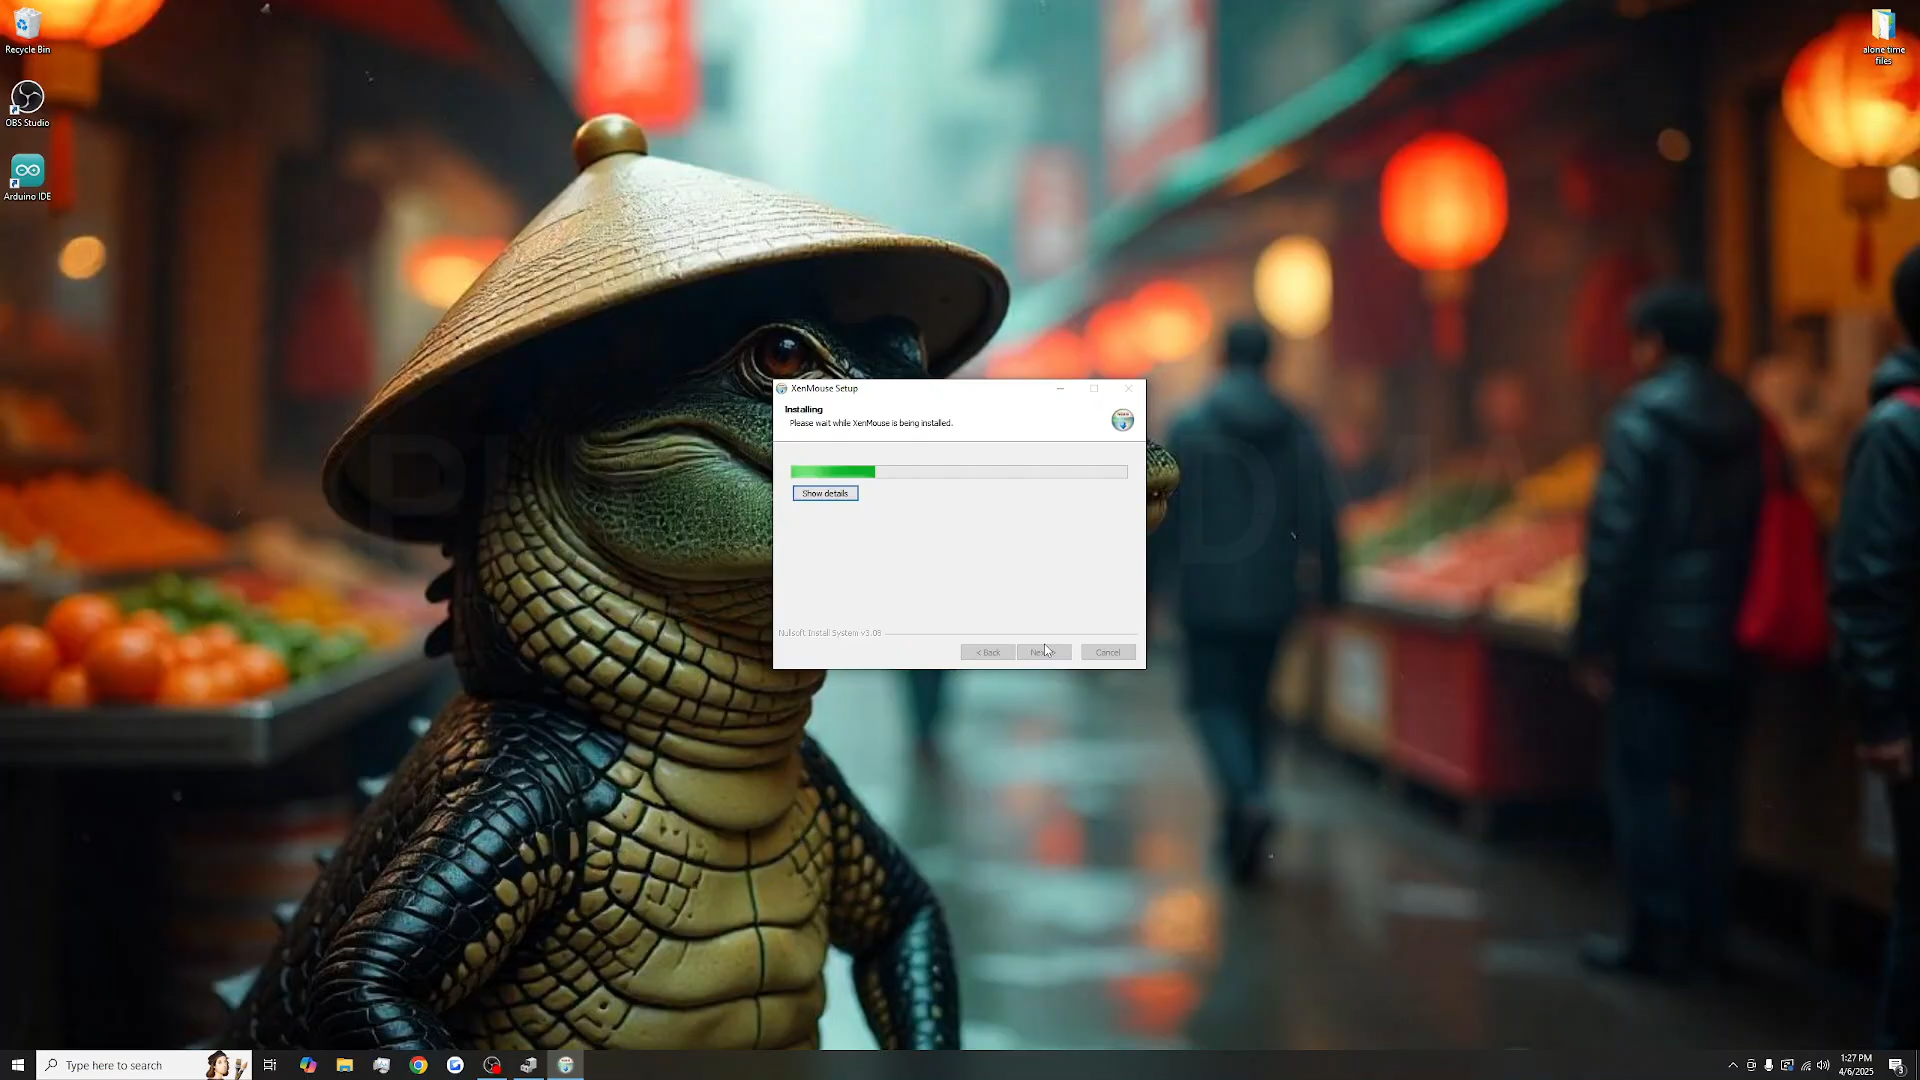 Recycle Bin
OBS Studio
Arduino IDE
alone time
files
XenMouse Setup
Installing
Please wait while XenMouse is being installed.
Show details
Nullsoft Install System v3.08
< Back
Cancel
Type here to search
1:27 PM
4/6/2025
3